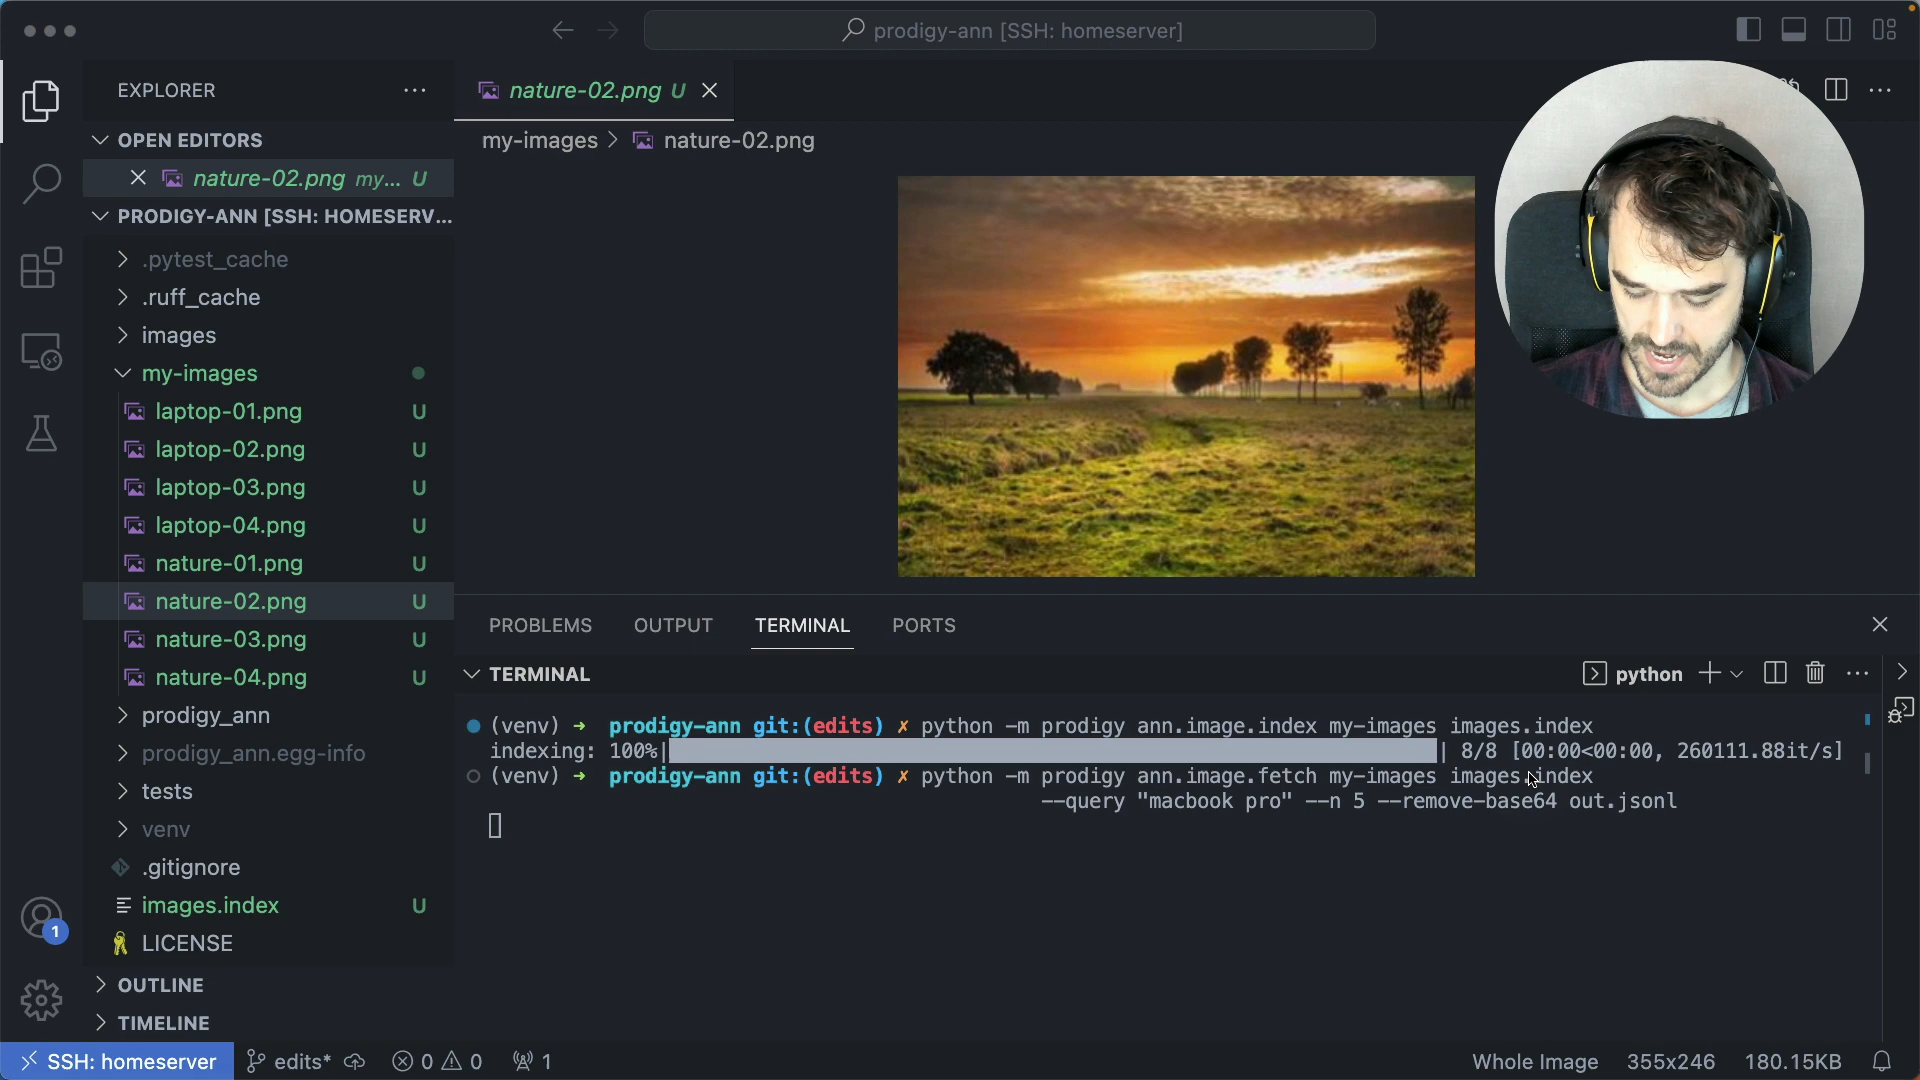 prodigy-ann [SSH: homeserver]
EXPLORER
OPEN EDITORS
nature-02.png my... U
PRODIGY-ANN [SSH: HOMESERV...
.pytest_cache
.ruff_cache
images
my-images
laptop-01.png U
laptop-02.png U
laptop-03.png U
laptop-04.png U
nature-01.png U
nature-02.png U
nature-03.png U
nature-04.png U
prodigy_ann
prodigy_ann.egg-info
tests
venv
.gitignore
images.index U
LICENSE
OUTLINE
TIMELINE
1
nature-02.png U
my-images > nature-02.png
PROBLEMS OUTPUT TERMINAL PORTS
TERMINAL
python
(venv) → prodigy-ann git:(edits) ✗ python -m prodigy ann.image.index my-images images.index
indexing: 100%| | 8/8 [00:00<00:00, 260111.88it/s]
(venv) → prodigy-ann git:(edits) ✗ python -m prodigy ann.image.fetch my-images images.index
--query "macbook pro" --n 5 --remove-base64 out.jsonl
SSH: homeserver edits* 0 0 1 Whole Image 355x246 180.15KB